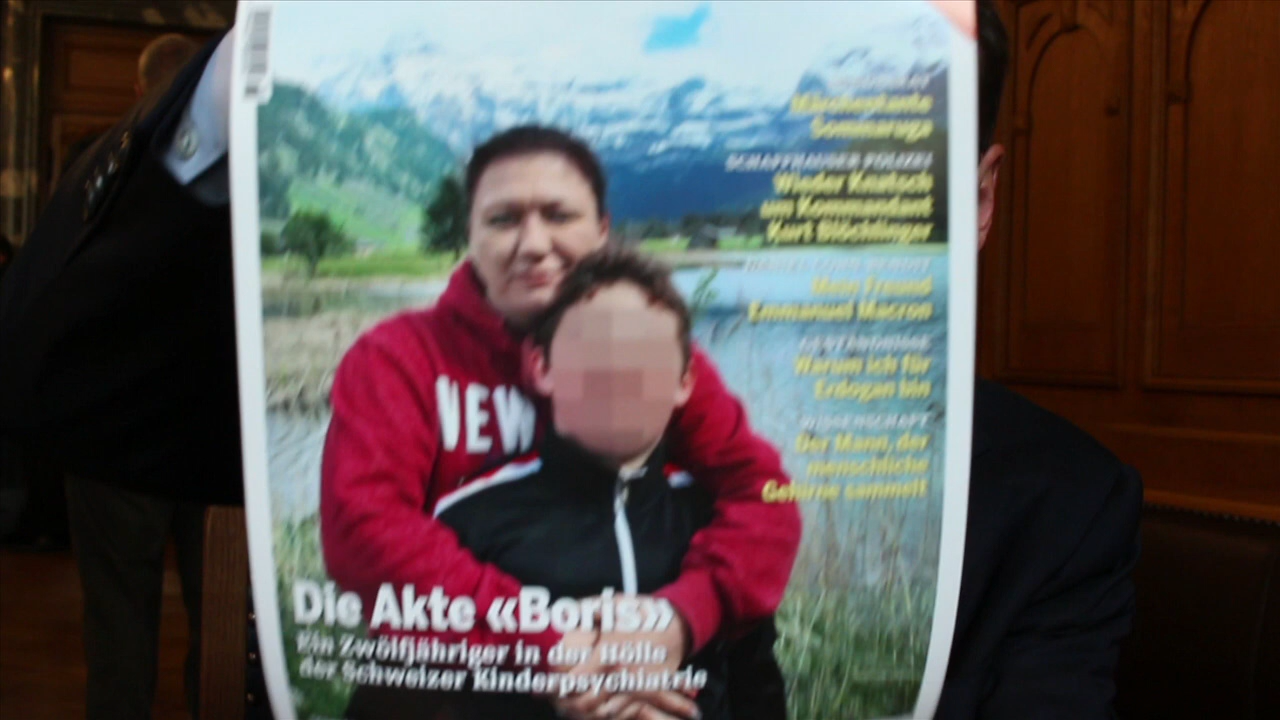 Märchentante
Sommaruga
SCHAFFHAUSER POLIZEI
Wieder Knatsch
um Kommandant
Kurt Blöchlinger
Mein Freund
Emmanuel Macron
GESTÄNDNISSE
Warum ich für
Erdogan bin
WISSENSCHAFT
Der Mann, der
menschliche
Gehirne sammelt
NEW
Die Akte «Boris»
Ein Zwölfjähriger in der Hölle
der Schweizer Kinderpsychiatrie